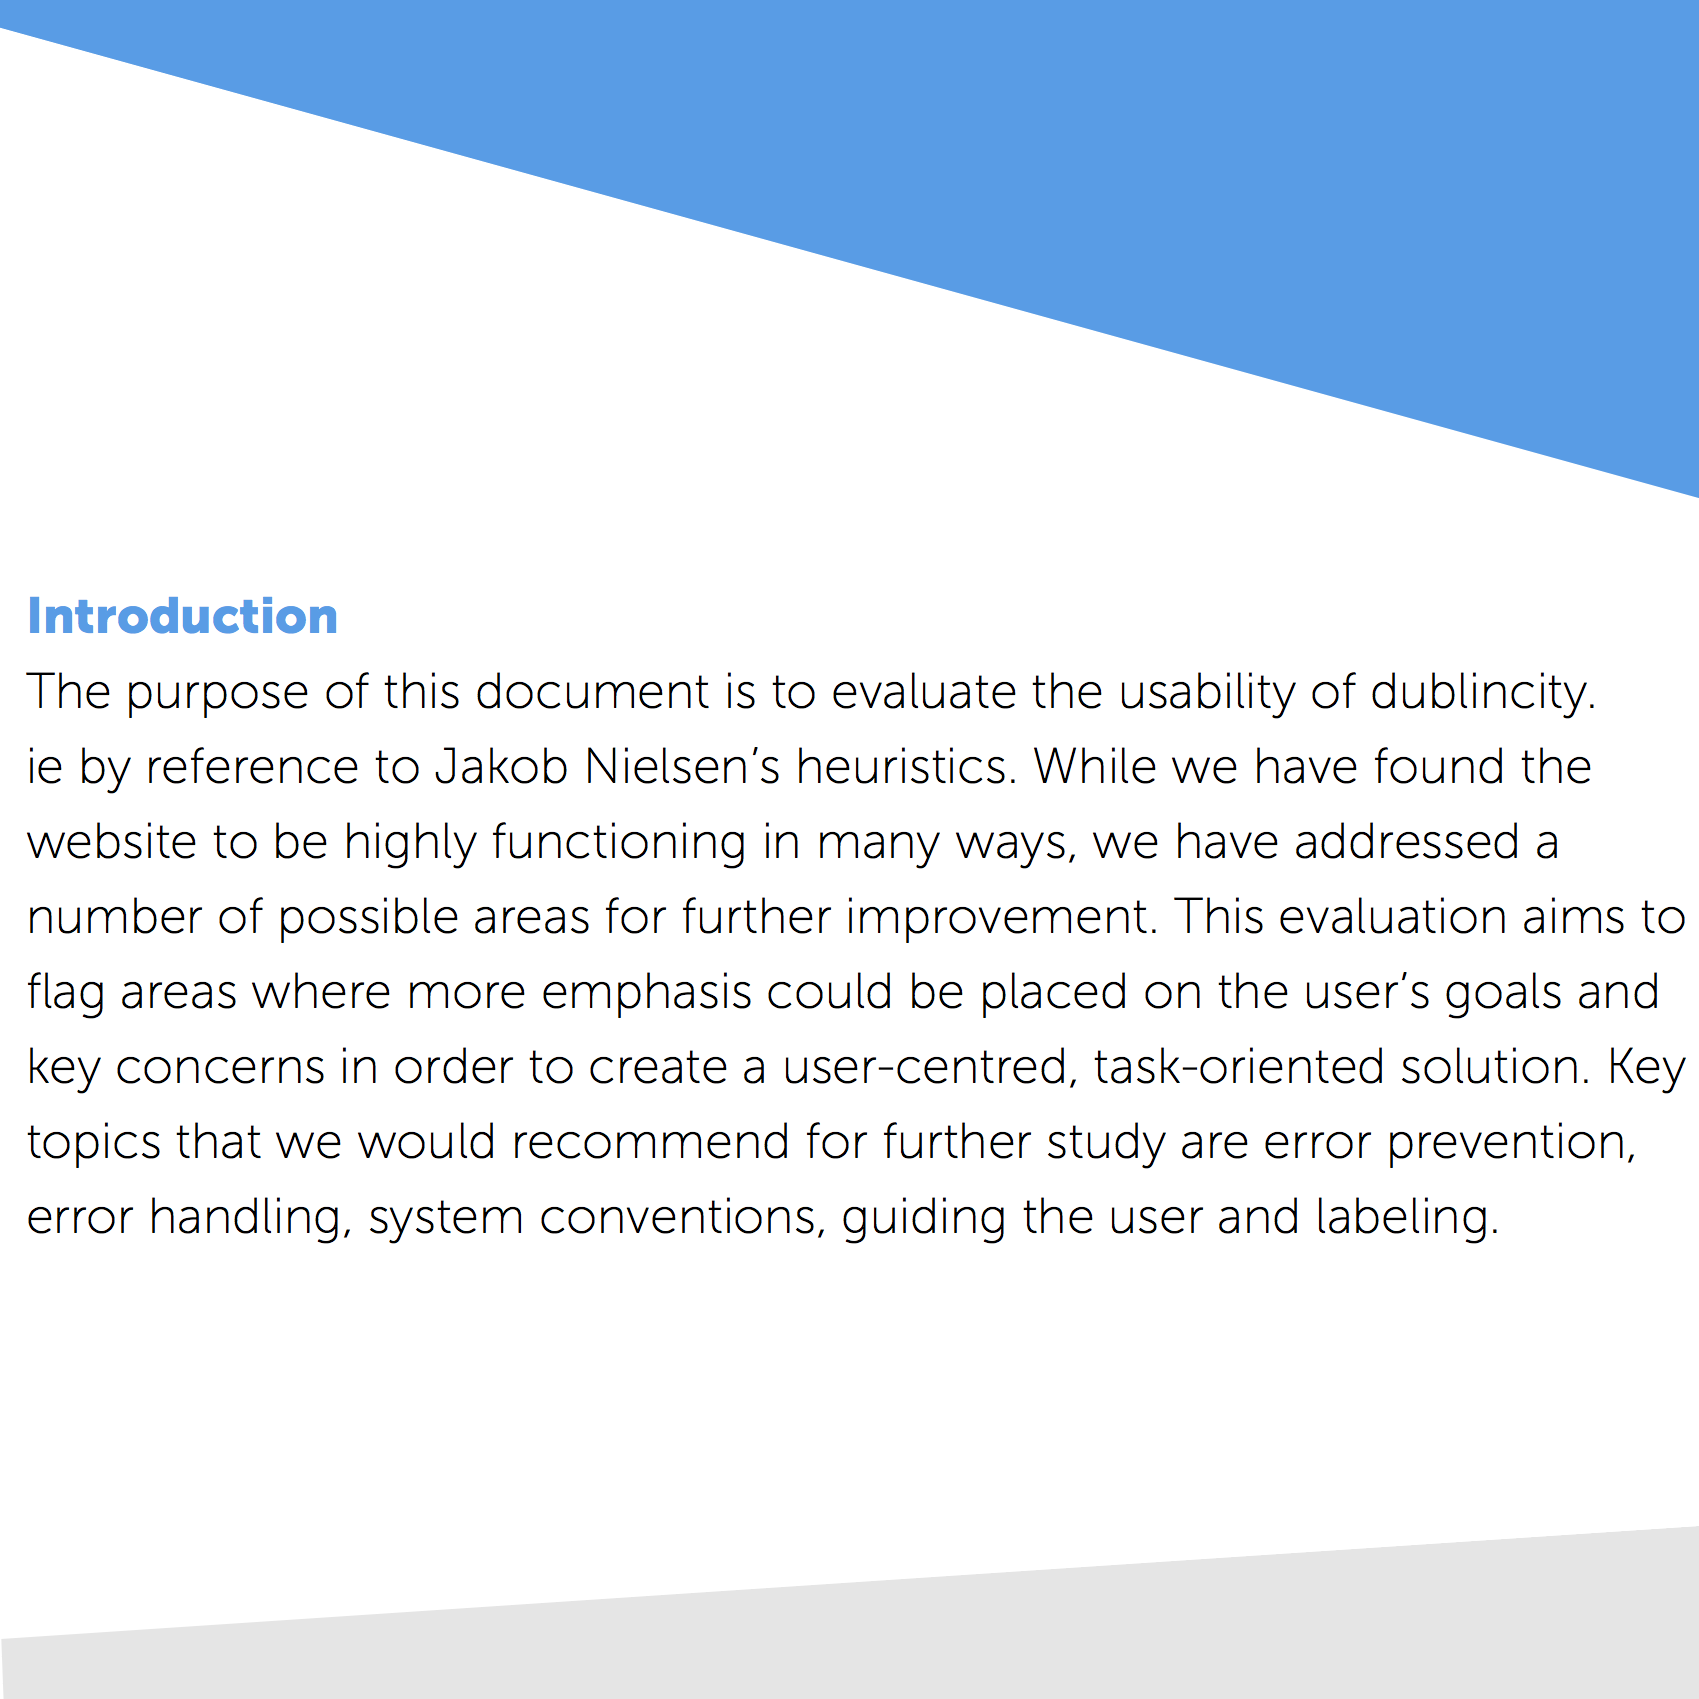 Introduction
The purpose of this document is to evaluate the usability of dublincity.
ie by reference to Jakob Nielsen’s heuristics. While we have found the
website to be highly functioning in many ways, we have addressed a
number of possible areas for further improvement. This evaluation aims to
flag areas where more emphasis could be placed on the user’s goals and
key concerns in order to create a user-centred, task-oriented solution. Key
topics that we would recommend for further study are error prevention,
error handling, system conventions, guiding the user and labeling.